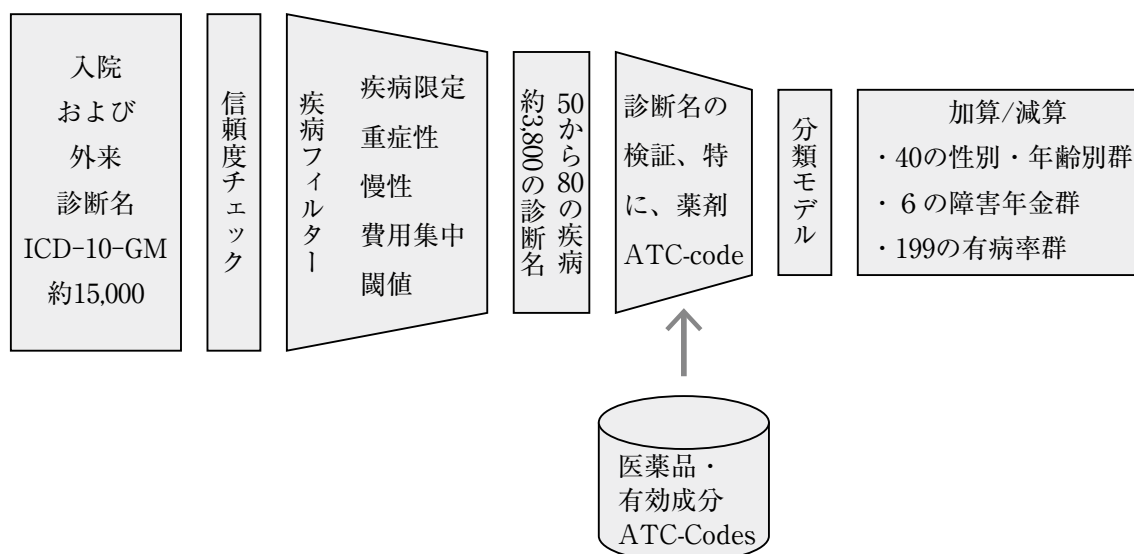 入院
および
外来
診断名
ICD-10-GM
約15,000
信頼度チェック
疾病フィルター
疾病限定
重症性
慢性
費用集中
閾値
50から80の疾病
約3,800の診断名
診断名の
検証、特
に、薬剤
ATC-code
分類モデル
加算/減算
・40の性別・年齢別群
・６の障害年金群
・199の有病率群
医薬品・
有効成分
ATC-Codes